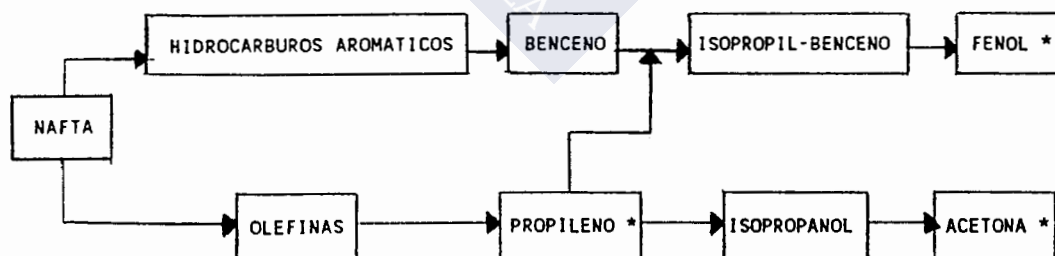 HIDROCARBUROS AROMATICOS
BENCENO
ISOPROPIL-BENCENO
FENOL *
NAFTA
OLEFINAS
PROPILENO *
ISOPROPANOL
ACETONA *